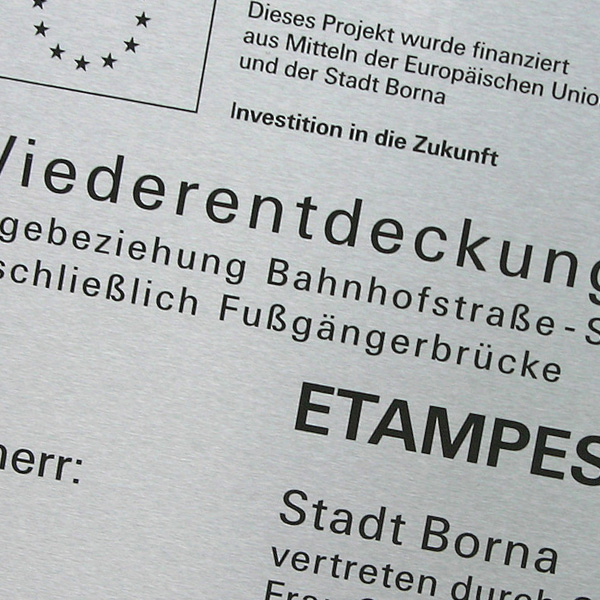 Dieses Projekt wurde finanziert
aus Mitteln der Europäischen Unio
und der Stadt Borna
Investition in die Zukunft
Wiederentdeckung
gebeziehung Bahnhofstraße - S
schließlich Fußgängerbrücke
ETAMPES
herr:
Stadt Borna
vertreten durch